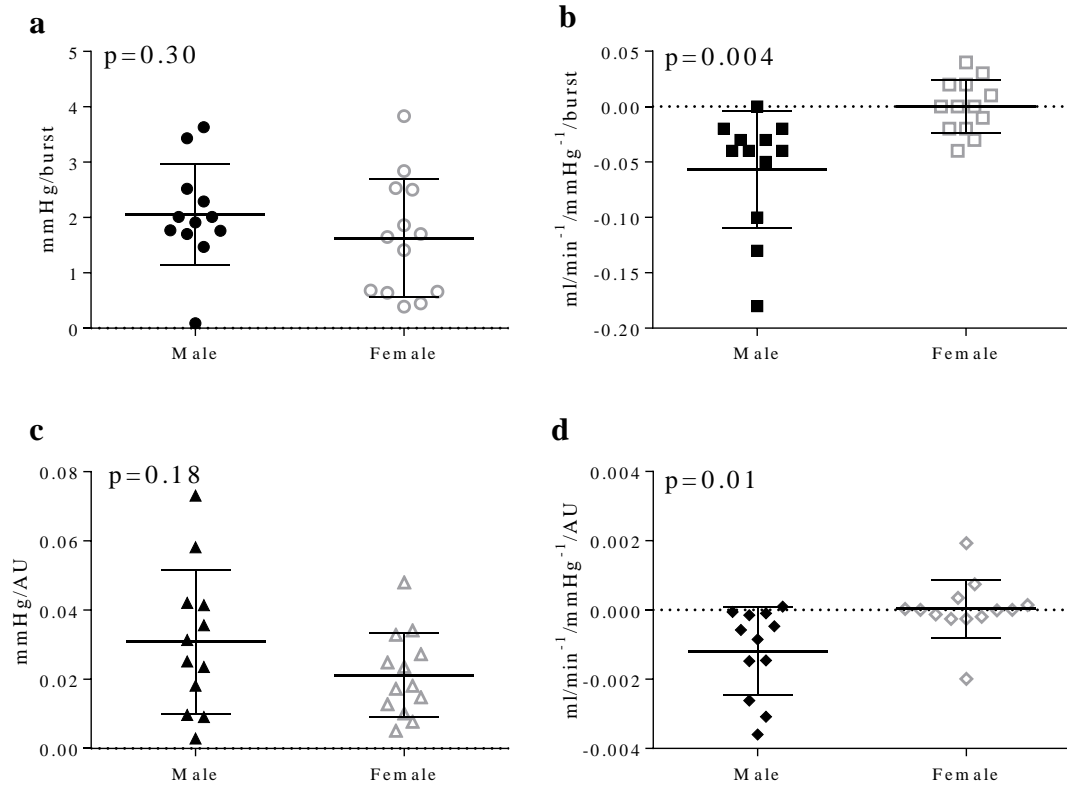 a
p=0.30
mmHg/burst
5
4
3
2
1
0
Male Female
b
p=0.004
ml/min⁻¹/mmHg⁻¹/burst
0.05
0.00
-0.05
-0.10
-0.15
-0.20
Male Female
c
p=0.18
mmHg/AU
0.08
0.06
0.04
0.02
0.00
Male Female
d
p=0.01
ml/min⁻¹/mmHg⁻¹/AU
0.004
0.002
0.000
-0.002
-0.004
Male Female